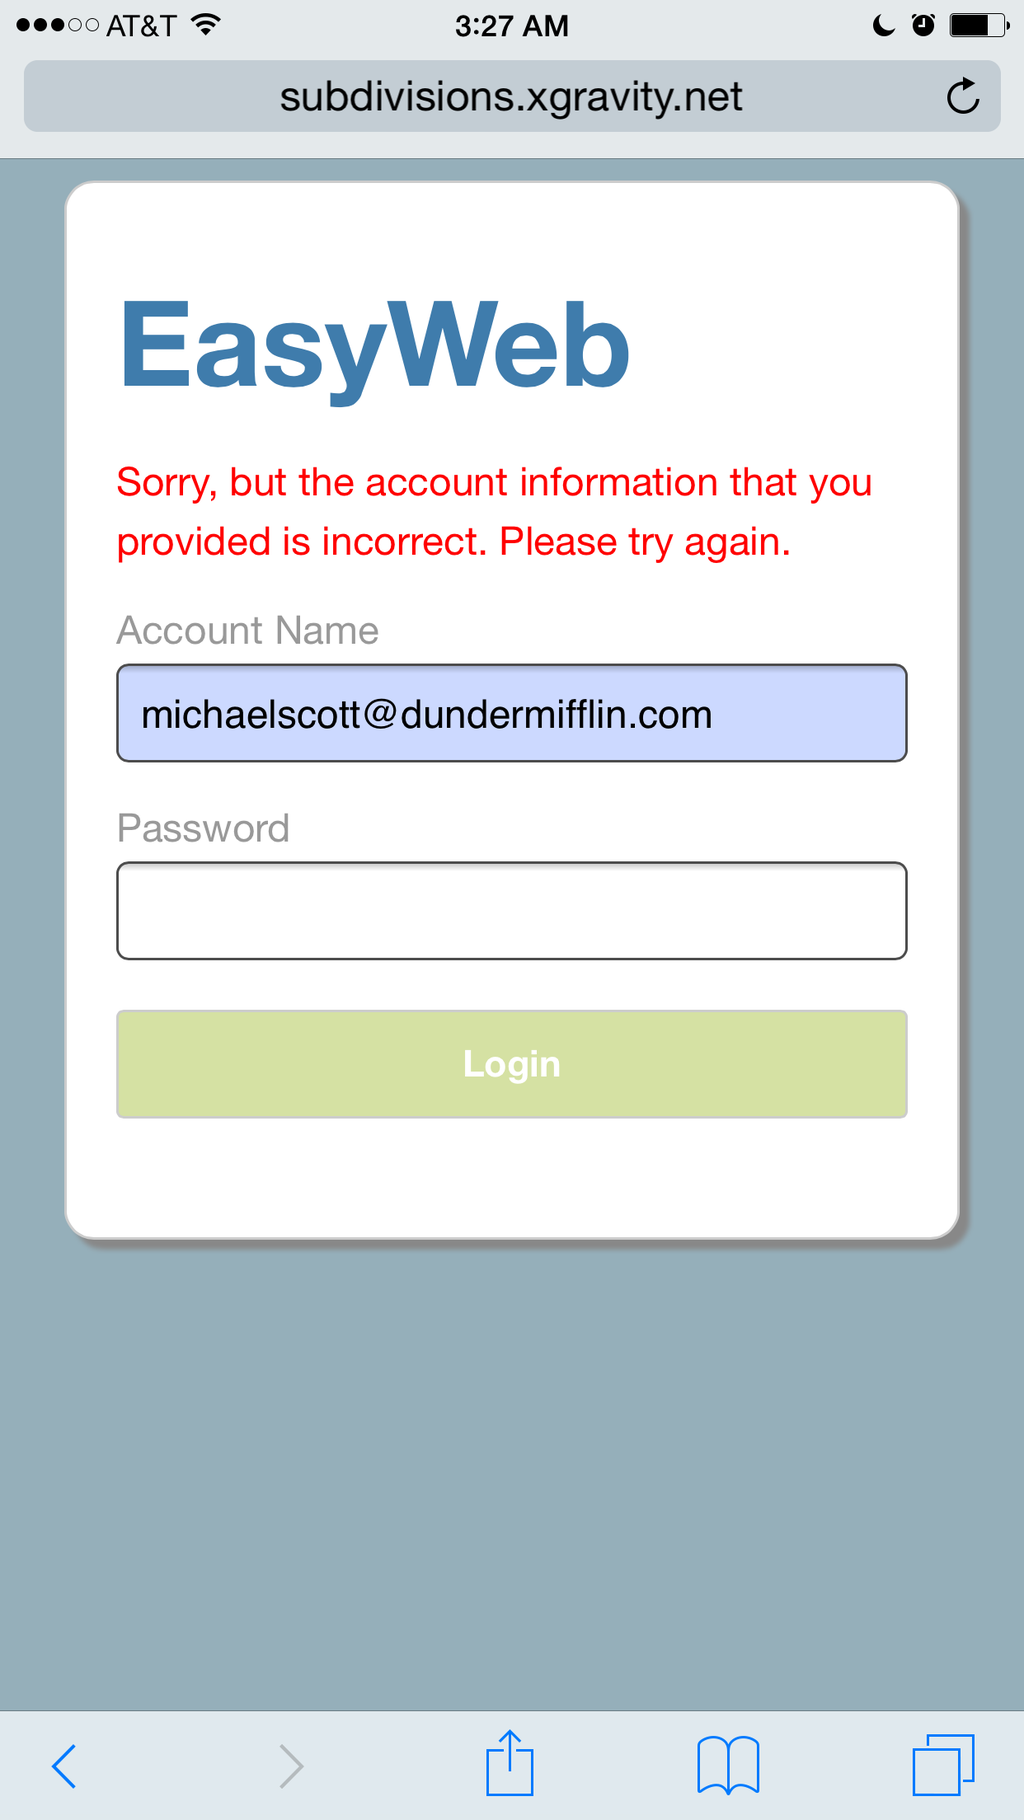 AT&T 3:27 AM
subdivisions.xgravity.net
EasyWeb
Sorry, but the account information that you
provided is incorrect. Please try again.
Account Name
michaelscott@dundermifflin.com
Password
Login